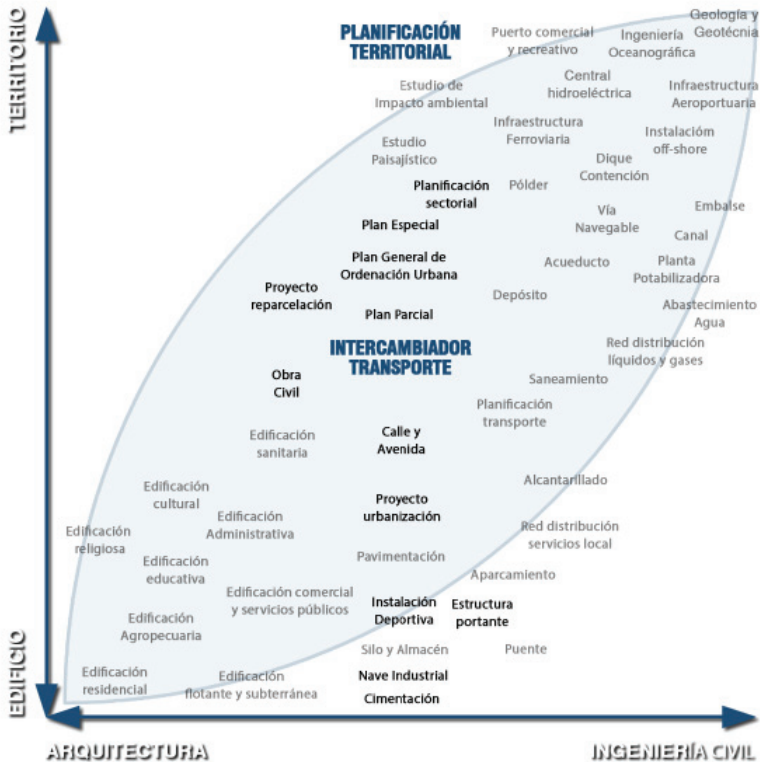 TERRITORIO
PLANIFICACIÓN
TERRITORIAL
Puerto comercial
y recreativo
Ingeniería
Oceanográfica
Geología y
Geotécnia
Estudio de
Impacto ambiental
Central
hidroeléctrica
Infraestructura
Aeroportuaria
Estudio
Paisajístico
Infraestructura
Ferroviaria
Instalacióm
off-shore
Dique
Contención
Planificación
sectorial
Pólder
Plan Especial
Vía
Navegable
Embalse
Canal
Plan General de
Ordenación Urbana
Acueducto
Planta
Potabilizadora
Proyecto
reparcelación
Depósito
Plan Parcial
Abastecimiento
Agua
INTERCAMBIADOR
TRANSPORTE
Red distribución
líquidos y gases
Obra
Civil
Saneamiento
Planificación
transporte
Edificación
sanitaria
Calle y
Avenida
Edificación
cultural
Alcantarillado
Edificación
religiosa
Edificación
Administrativa
Proyecto
urbanización
Red distribución
servicios local
Edificación
educativa
Pavimentación
Aparcamiento
Edificación comercial
y servicios públicos
Instalación
Deportiva
Estructura
portante
Edificación
Agropecuaria
Silo y Almacén
Puente
Edificación
residencial
Edificación
flotante y subterránea
Nave Industrial
Cimentación
EDIFICIO
ARQUITECTURA
INGENIERÍA CIVIL